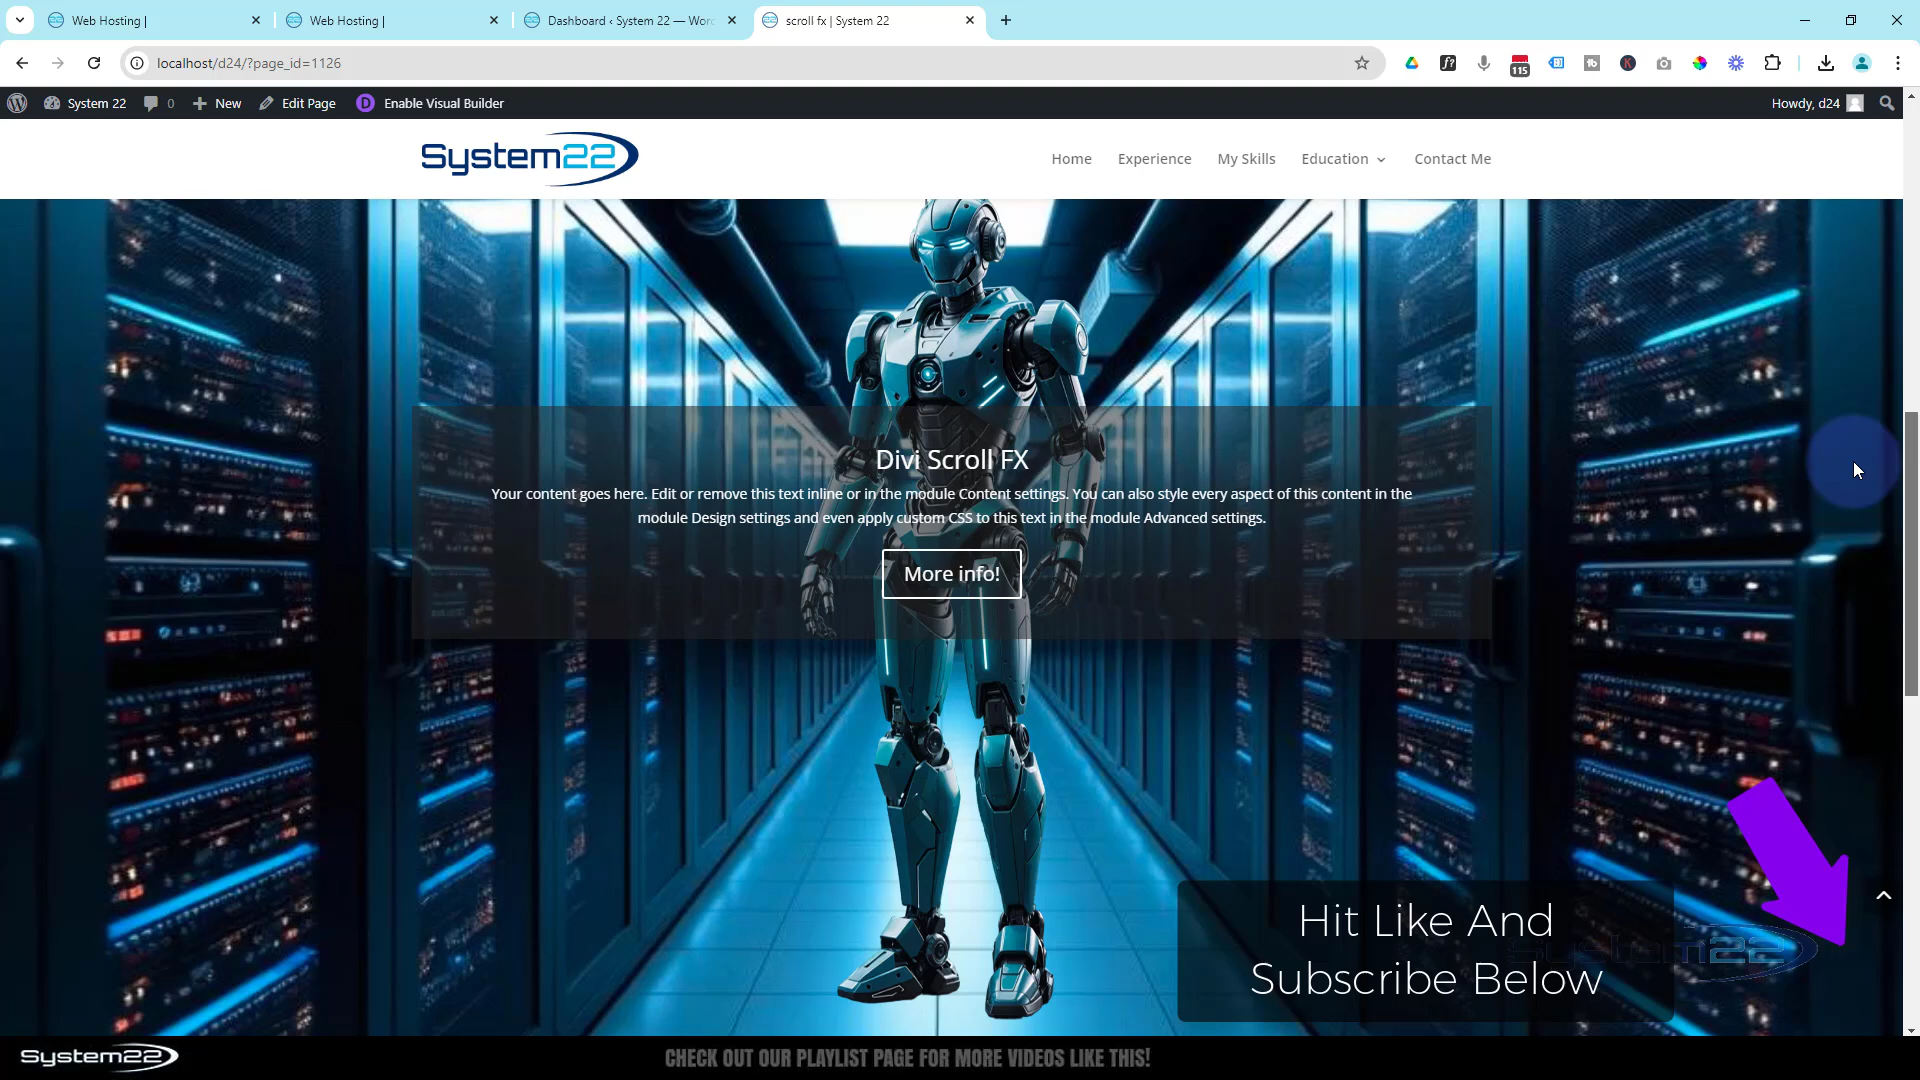 Web Hosting |
Web Hosting |
Dashboard ‹ System 22 — Wor
scroll fx | System 22
localhost/d24/?page_id=1126
f?
115
tb
K
System 22
0
New
Edit Page
D
Enable Visual Builder
Howdy, d24
System22
Home
Experience
My Skills
Education
Contact Me
Divi Scroll FX
Your content goes here. Edit or remove this text inline or in the module Content settings. You can also style every aspect of this content in the
module Design settings and even apply custom CSS to this text in the module Advanced settings.
More info!
Hit Like And
Subscribe Below
System22
System22
CHECK OUT OUR PLAYLIST PAGE FOR MORE VIDEOS LIKE THIS!